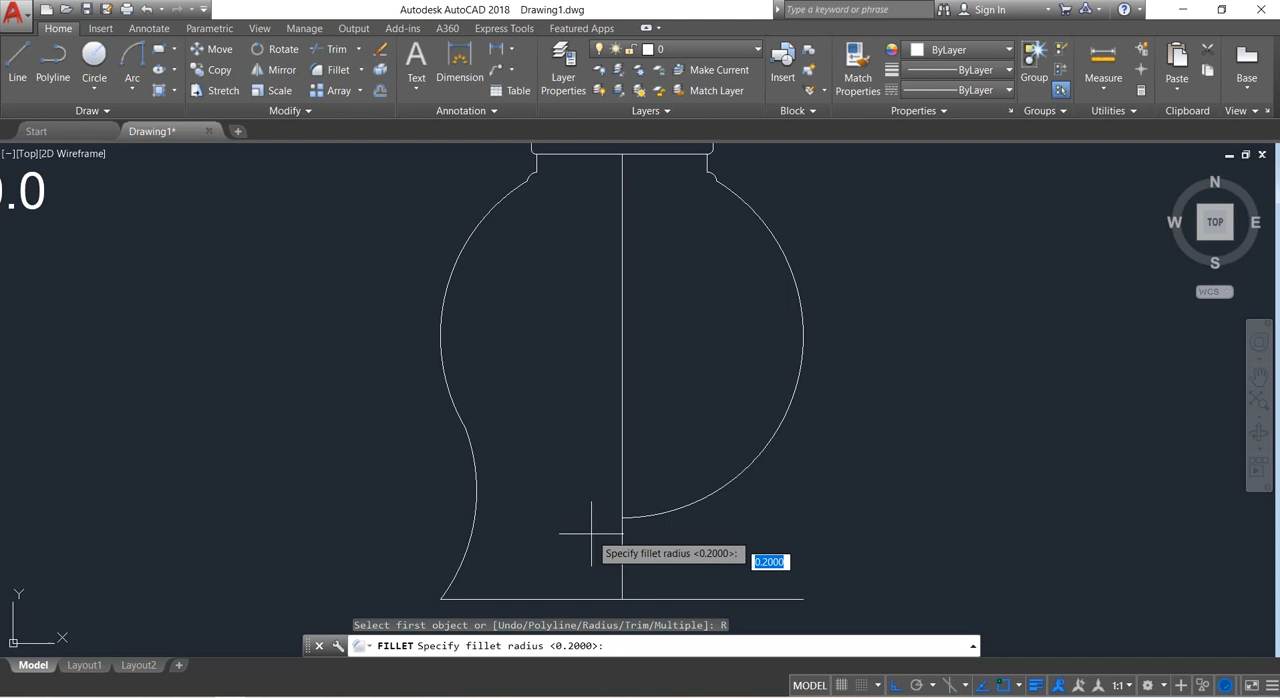 Autodesk AutoCAD 2018 Drawing1.dwg
Type a keyword or phrase
Sign In
Home Insert Annotate Parametric View Manage Output Add-ins A360 Express Tools Featured Apps
Move Rotate Trim
0
ByLayer
Copy Mirror Fillet
Make Current
ByLayer
Line Polyline Circle Arc
Text Dimension
Layer
Properties
Insert
Match
Properties
Group
Measure
Paste
Base
Stretch Scale Array
Table
Match Layer
ByLayer
Draw Modify Annotation Layers Block Properties Groups Utilities Clipboard View
Start Drawing1*
[−][Top][2D Wireframe]
0.0
N
W TOP E
S
WCS
Specify fillet radius <0.2000>:
0.2000
Y
X
Select first object or [Undo/Polyline/Radius/Trim/Multiple]: R
FILLET Specify fillet radius <0.2000>:
Model Layout1 Layout2
MODEL 1:1